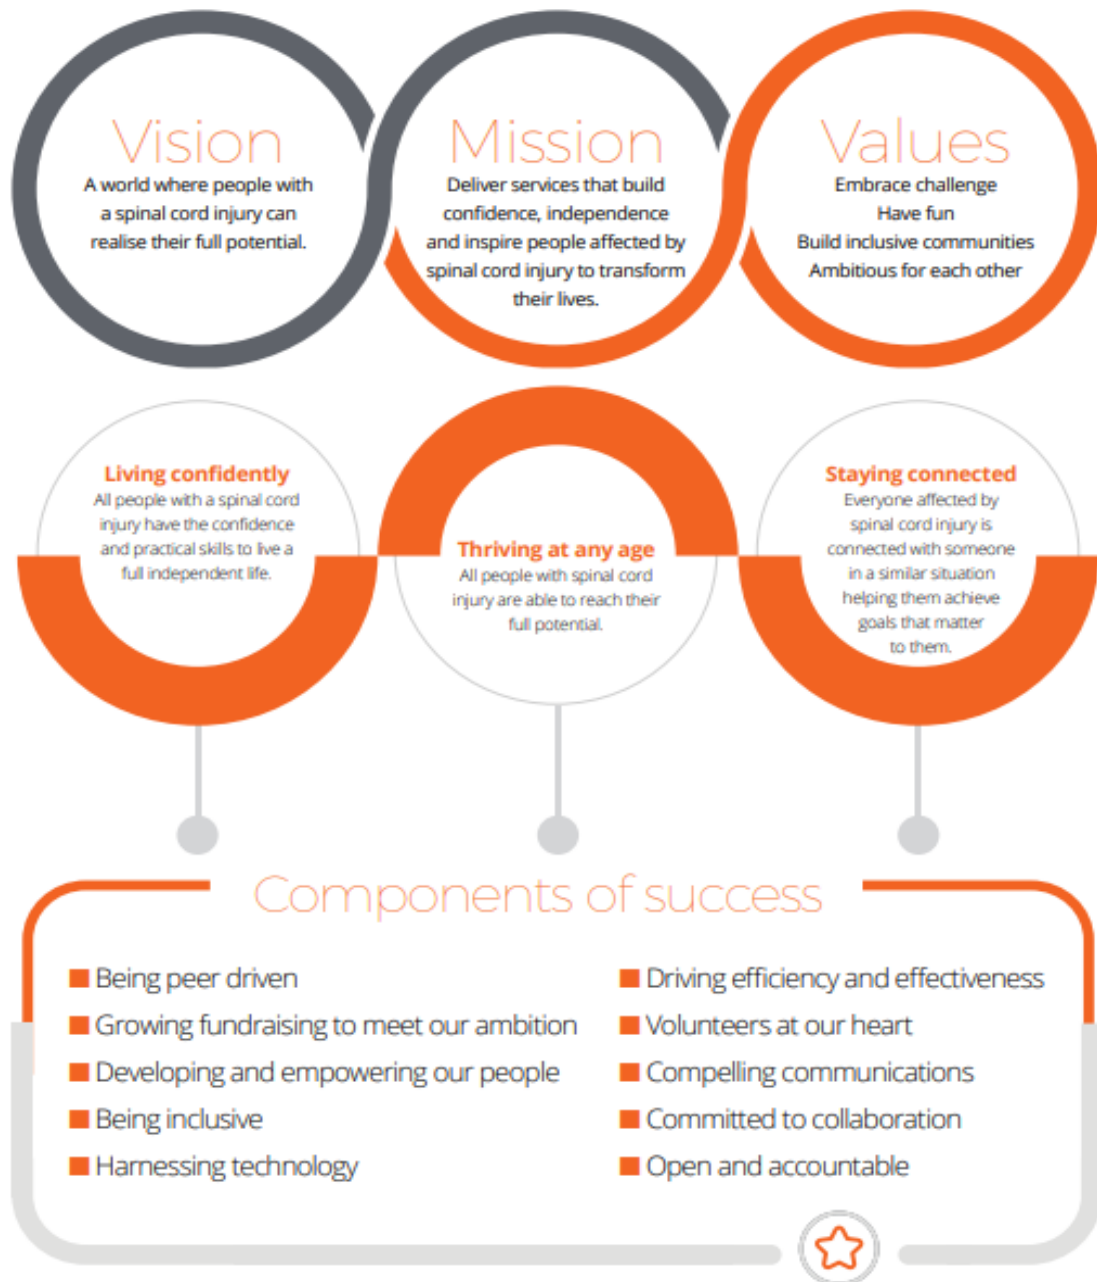 Vision
A world where people with
a spinal cord injury can
realise their full potential.
Mission
Deliver services that build
confidence, independence
and inspire people affected by
spinal cord injury to transform
their lives.
Values
Embrace challenge
Have fun
Build inclusive communities
Ambitious for each other
Living confidently
All people with a spinal cord
injury have the confidence
and practical skills to live a
full independent life.
Thriving at any age
All people with spinal cord
injury are able to reach their
full potential.
Staying connected
Everyone affected by
spinal cord injury is
connected with someone
in a similar situation
helping them achieve
goals that matter
to them.
Components of success
Being peer driven
Growing fundraising to meet our ambition
Developing and empowering our people
Being inclusive
Harnessing technology
Driving efficiency and effectiveness
Volunteers at our heart
Compelling communications
Committed to collaboration
Open and accountable